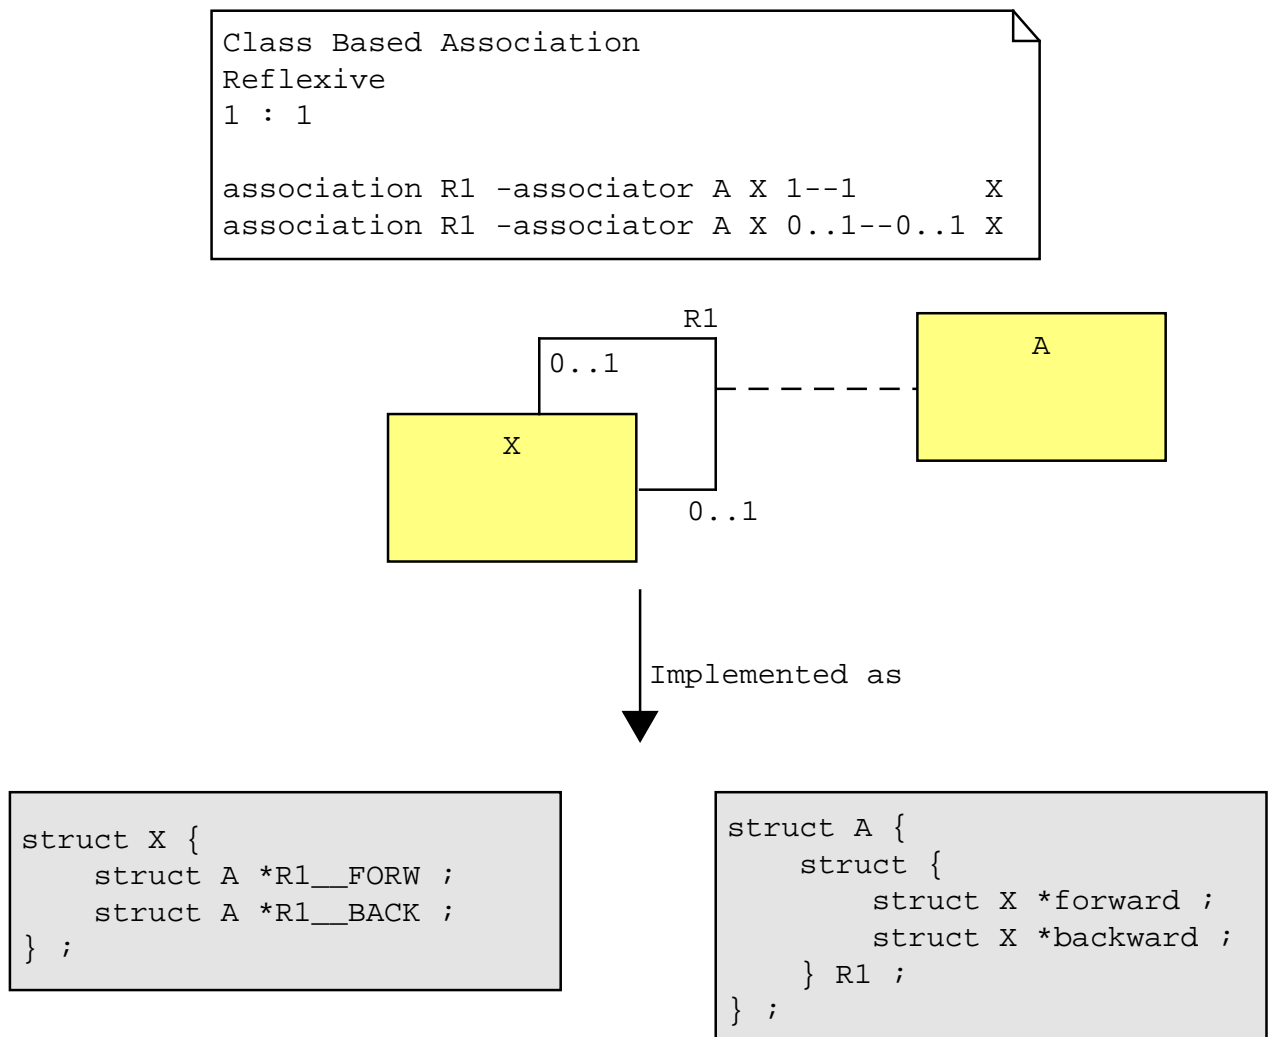 Class Based Association
Reflexive
1 : 1
association R1 -associator A X 1--1       X
association R1 -associator A X 0..1--0..1 X
R1
0..1
A
X
0..1
Implemented as
struct X {
    struct A *R1__FORW ;
    struct A *R1__BACK ;
} ;
struct A {
    struct {
        struct X *forward ;
        struct X *backward ;
    } R1 ;
} ;